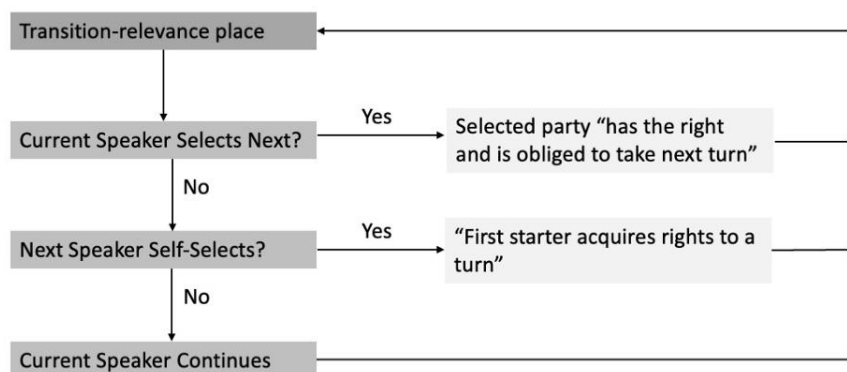 Transition-relevance place
Current Speaker Selects Next?
Yes
Selected party “has the right
and is obliged to take next turn”
No
Next Speaker Self-Selects?
Yes
“First starter acquires rights to a
turn”
No
Current Speaker Continues